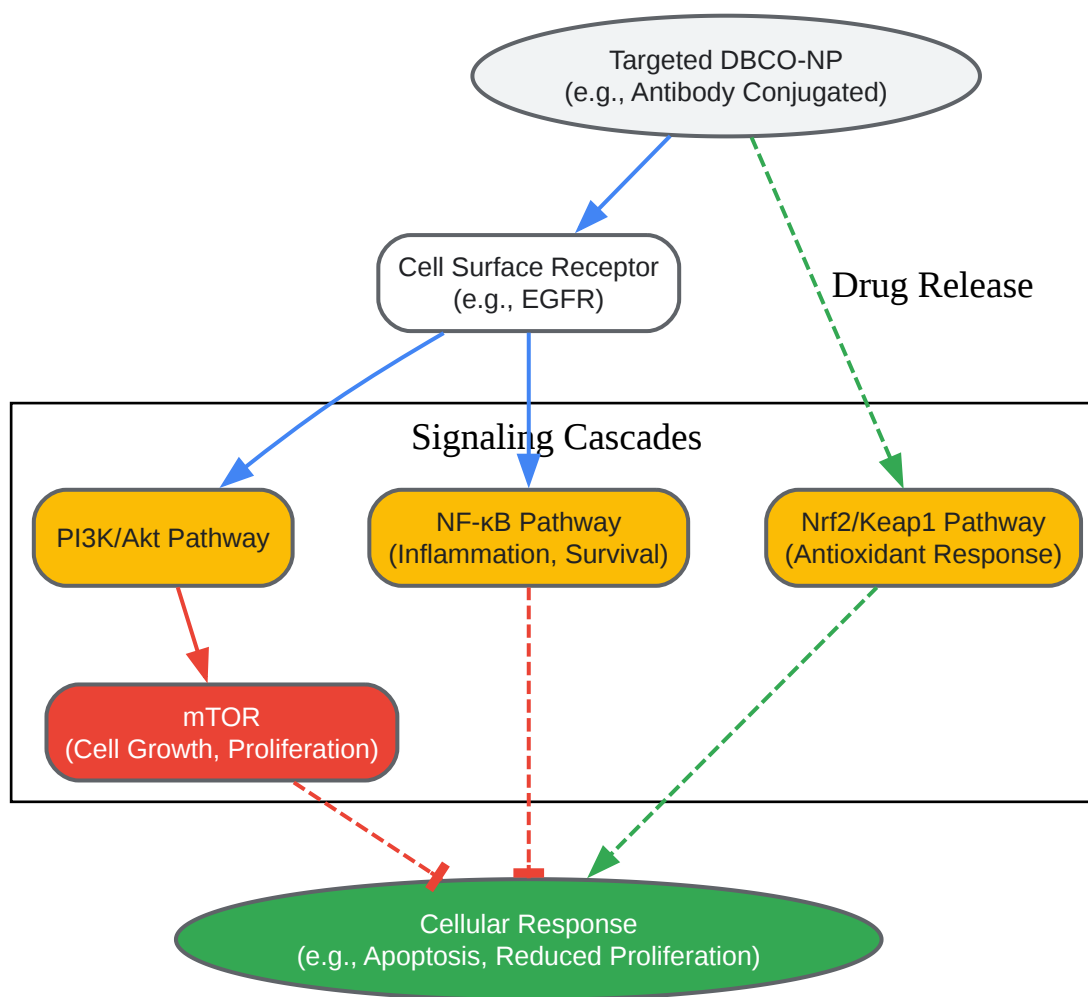 Targeted DBCO-NP
(e.g., Antibody Conjugated)
Cell Surface Receptor
(e.g., EGFR)
Drug Release
Signaling Cascades
PI3K/Akt Pathway
NF-κB Pathway
(Inflammation, Survival)
Nrf2/Keap1 Pathway
(Antioxidant Response)
mTOR
(Cell Growth, Proliferation)
Cellular Response
(e.g., Apoptosis, Reduced Proliferation)